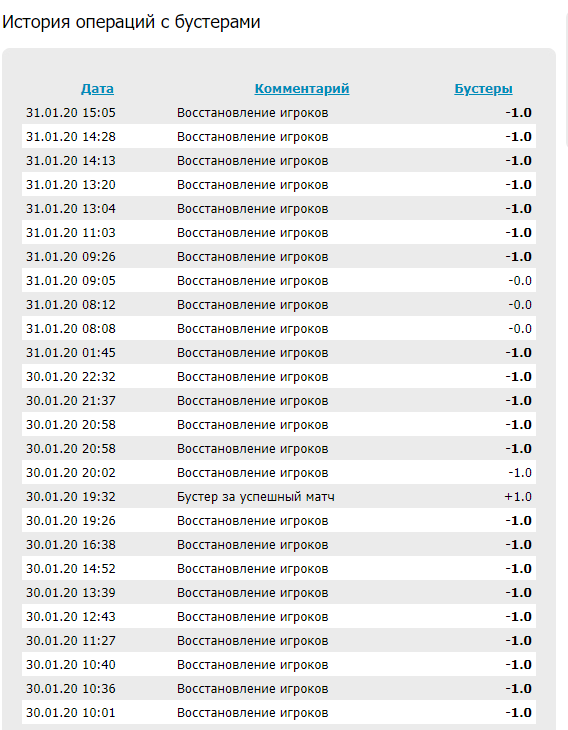 История операций с бустерами
Дата Комментарий Бустеры
31.01.20 15:05 Восстановление игроков -1.0
31.01.20 14:28 Восстановление игроков -1.0
31.01.20 14:13 Восстановление игроков -1.0
31.01.20 13:20 Восстановление игроков -1.0
31.01.20 13:04 Восстановление игроков -1.0
31.01.20 11:03 Восстановление игроков -1.0
31.01.20 09:26 Восстановление игроков -1.0
31.01.20 09:05 Восстановление игроков -0.0
31.01.20 08:12 Восстановление игроков -0.0
31.01.20 08:08 Восстановление игроков -0.0
31.01.20 01:45 Восстановление игроков -1.0
30.01.20 22:32 Восстановление игроков -1.0
30.01.20 21:37 Восстановление игроков -1.0
30.01.20 20:58 Восстановление игроков -1.0
30.01.20 20:58 Восстановление игроков -1.0
30.01.20 20:02 Восстановление игроков -1.0
30.01.20 19:32 Бустер за успешный матч +1.0
30.01.20 19:26 Восстановление игроков -1.0
30.01.20 16:38 Восстановление игроков -1.0
30.01.20 14:52 Восстановление игроков -1.0
30.01.20 13:39 Восстановление игроков -1.0
30.01.20 12:43 Восстановление игроков -1.0
30.01.20 11:27 Восстановление игроков -1.0
30.01.20 10:40 Восстановление игроков -1.0
30.01.20 10:36 Восстановление игроков -1.0
30.01.20 10:01 Восстановление игроков -1.0